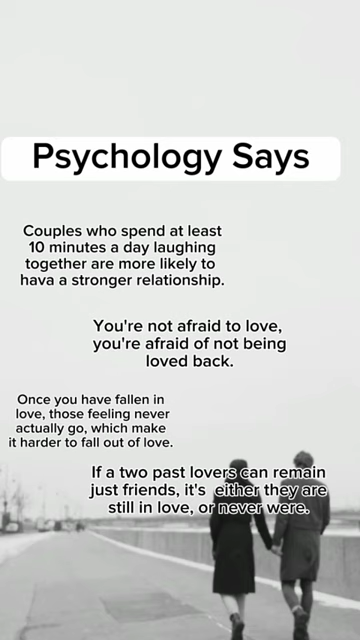 Psychology Says
Couples who spend at least
10 minutes a day laughing
together are more likely to
hava a stronger relationship.
You're not afraid to love,
you're afraid of not being
loved back.
Once you have fallen in
love, those feeling never
actually go, which make
it harder to fall out of love.
If a two past lovers can remain
just friends, it's either they are
still in love, or never were.